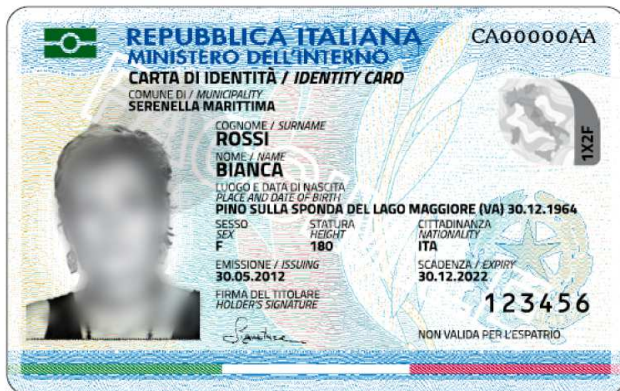 REPUBBLICA ITALIANA
CA00000AA
MINISTERO DELL'INTERNO
CARTA DI IDENTITÀ / IDENTITY CARD
COMUNE DI / MUNICIPALITY
SERENELLA MARITTIMA
COGNOME / SURNAME
ROSSI
NOME / NAME
BIANCA
LUOGO E DATA DI NASCITA
PLACE AND DATE OF BIRTH
PINO SULLA SPONDA DEL LAGO MAGGIORE (VA) 30.12.1964
SESSO STATURA CITTADINANZA
SEX HEIGHT NATIONALITY
F 180 ITA
EMISSIONE / ISSUING SCADENZA / EXPIRY
30.05.2012 30.12.2022
FIRMA DEL TITOLARE
HOLDER'S SIGNATURE
123456
NON VALIDA PER L'ESPATRIO
1X2F